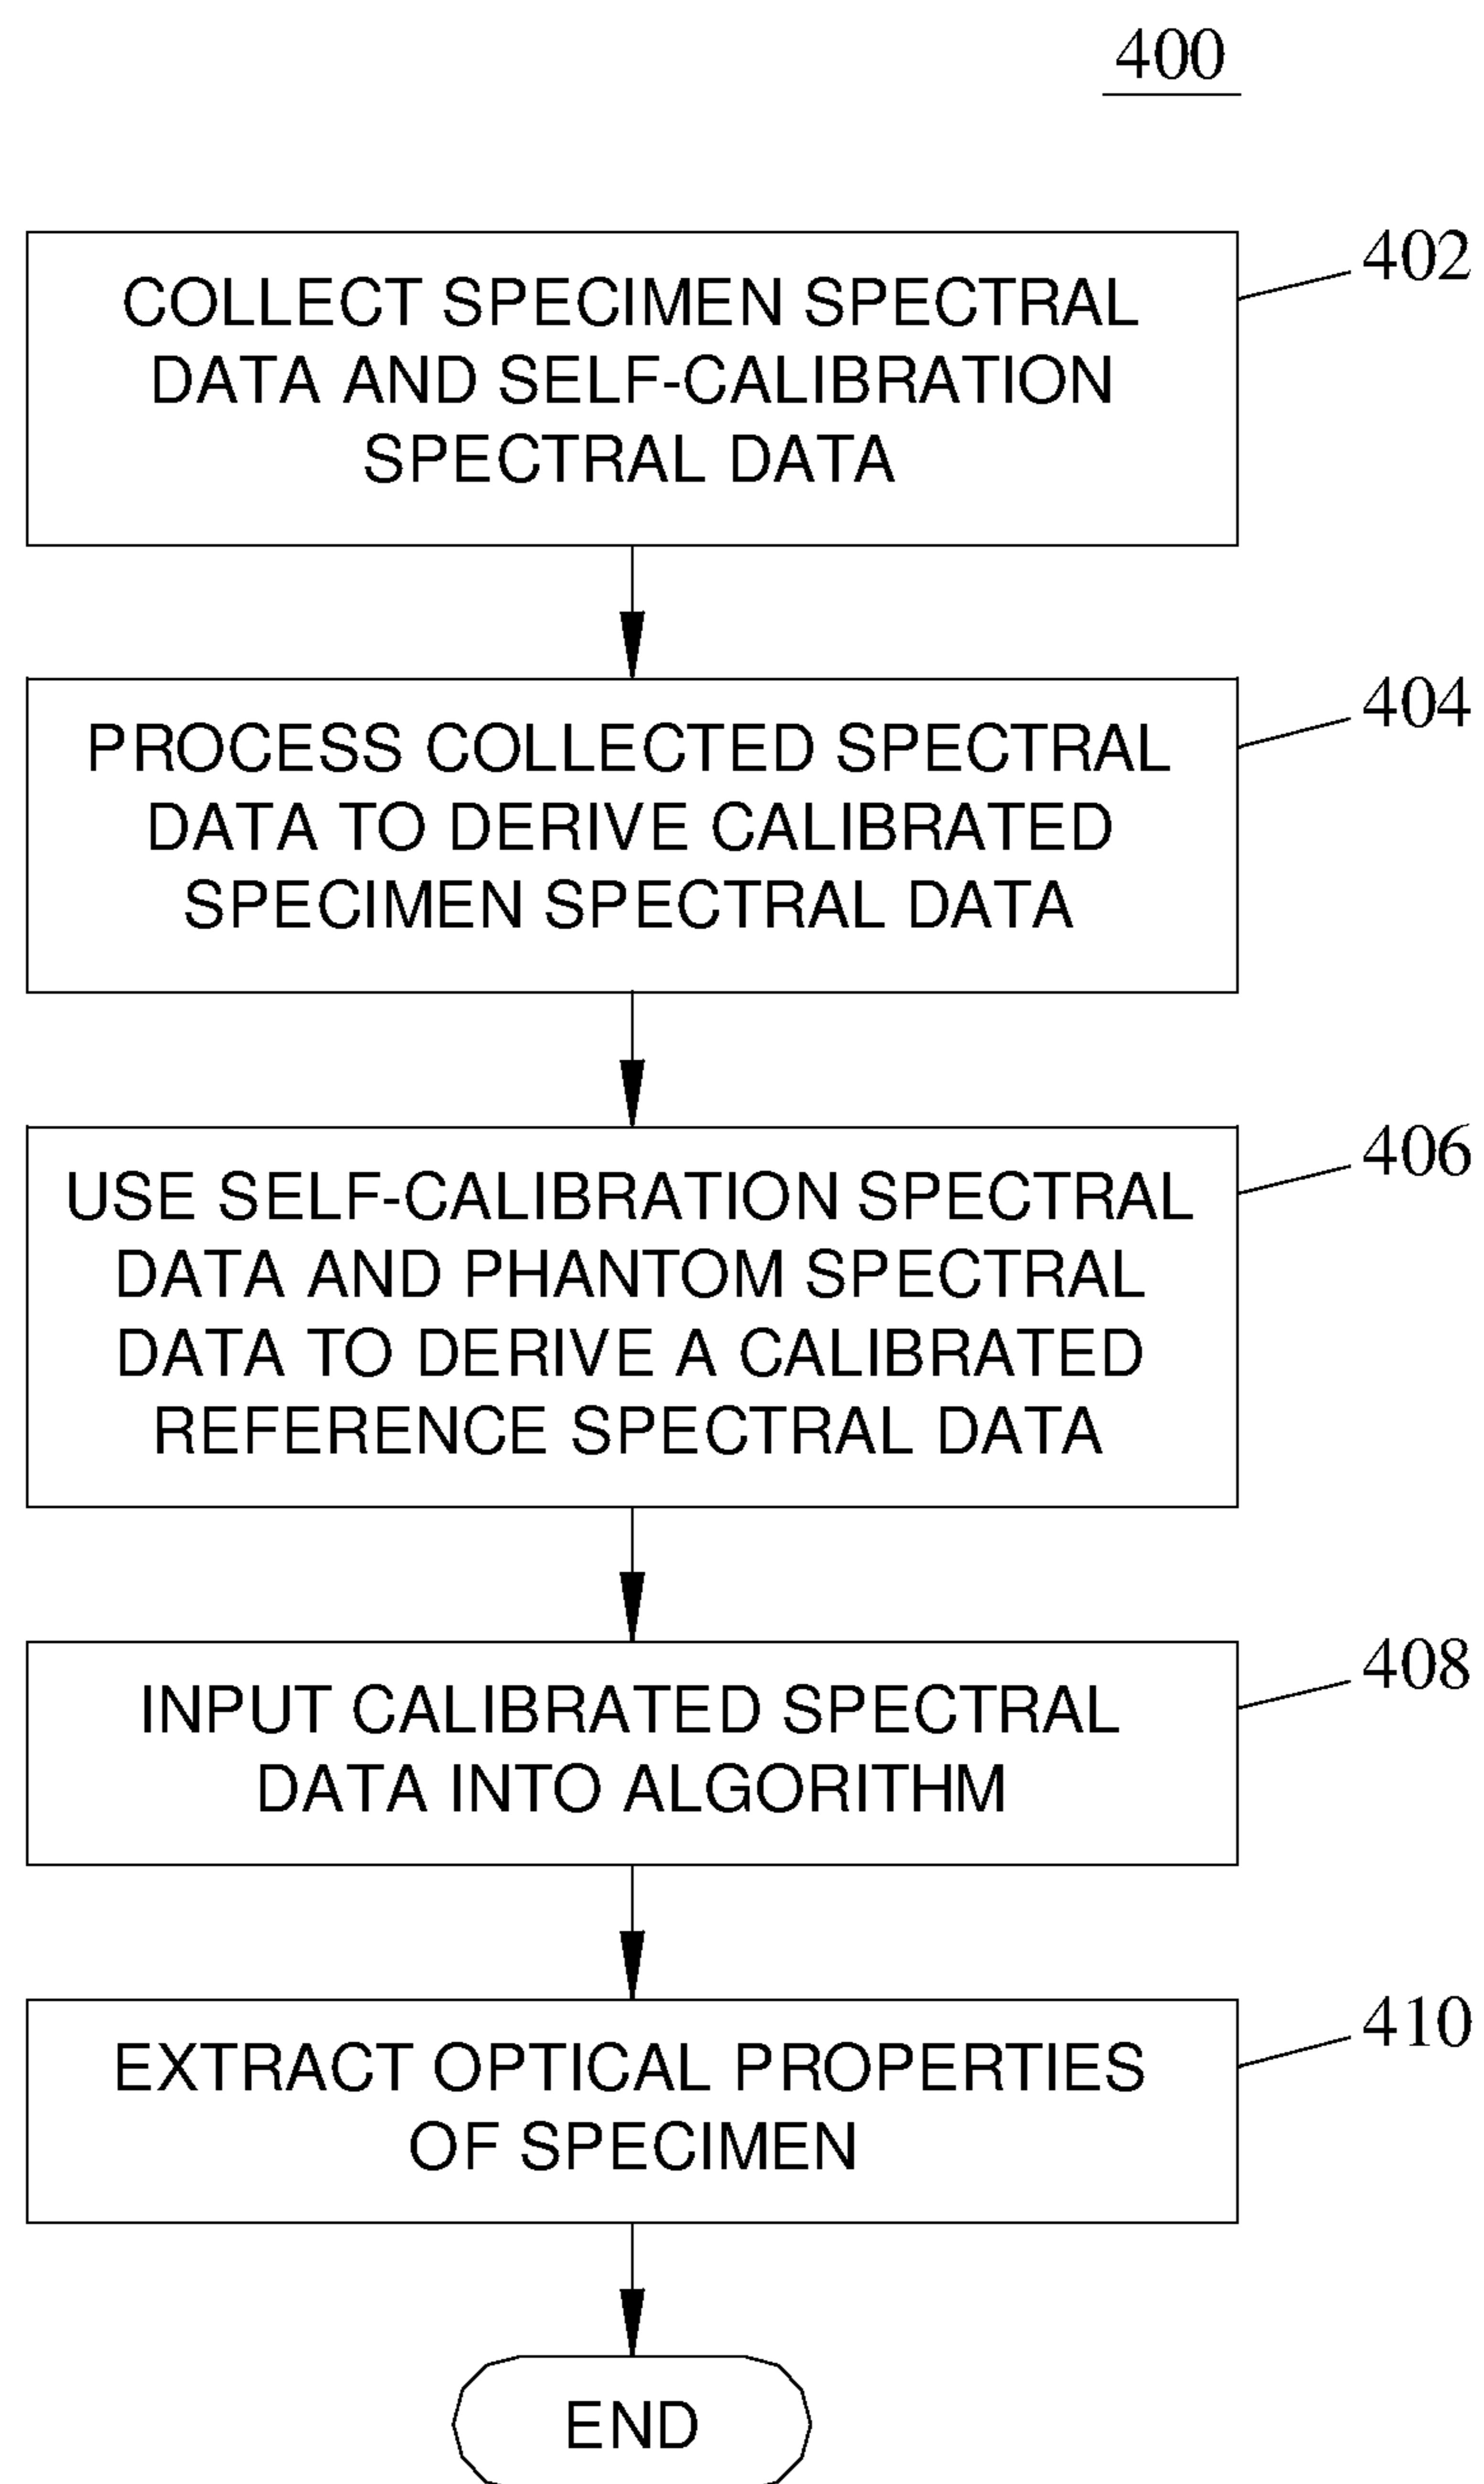 400
402
COLLECT SPECIMEN SPECTRAL
DATA AND SELF-CALIBRATION
SPECTRAL DATA
404
PROCESS COLLECTED SPECTRAL
DATA TO DERIVE CALIBRATED
SPECIMEN SPECTRAL DATA
406
USE SELF-CALIBRATION SPECTRAL
DATA AND PHANTOM SPECTRAL
DATA TO DERIVE A CALIBRATED
REFERENCE SPECTRAL DATA
408
INPUT CALIBRATED SPECTRAL
DATA INTO ALGORITHM
410
EXTRACT OPTICAL PROPERTIES
OF SPECIMEN
END